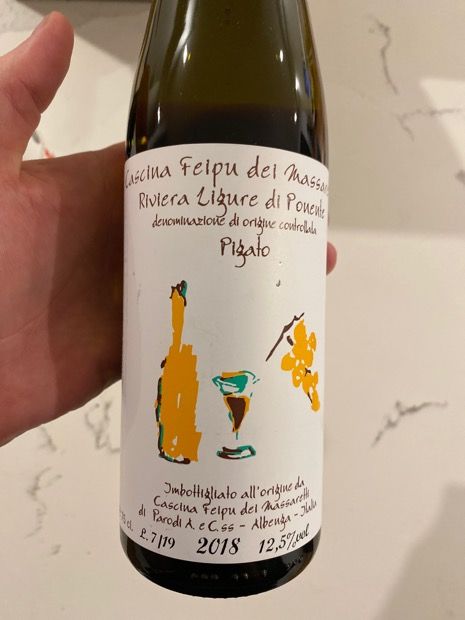 Cascina Feipu dei
Riviera Ligure di Ponente
denominazione di origine controllata
Pigato
Imbottigliato all'origine da
Cascina Feipu dei Massaretti
di Parodi A. e C. ss - Albenga - Italia
cl. L. 7/19 2018 12,5% vol